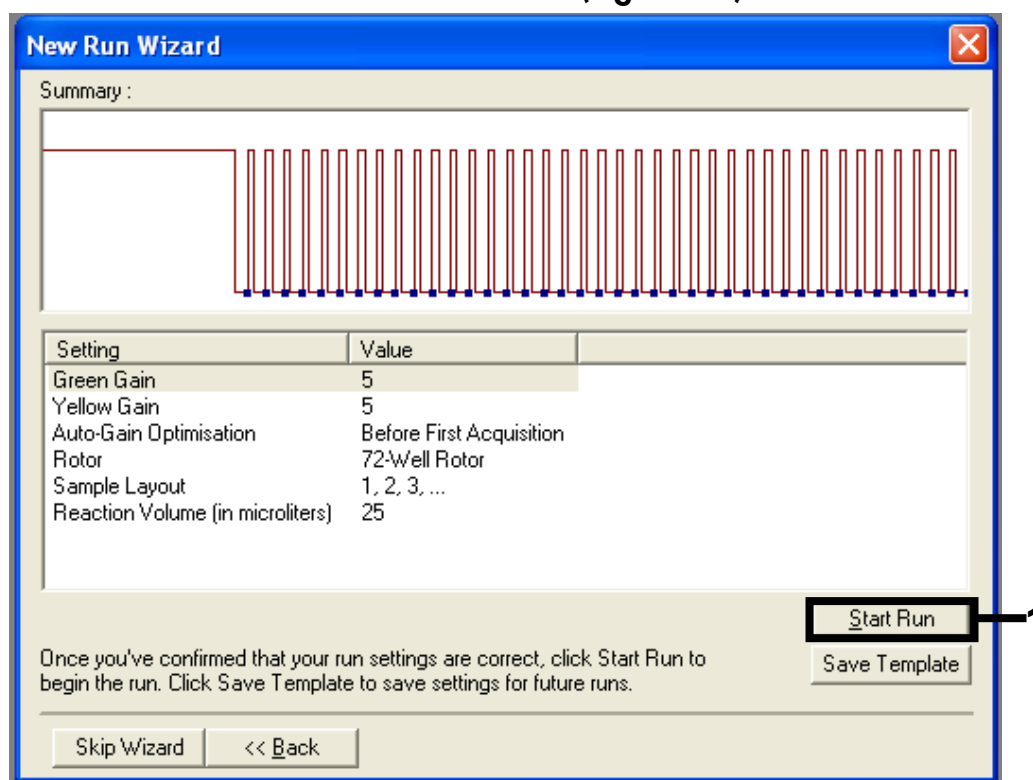 New Run Wizard
Summary :
Setting Value
Green Gain 5
Yellow Gain 5
Auto-Gain Optimisation Before First Acquisition
Rotor 72-Well Rotor
Sample Layout 1, 2, 3, ...
Reaction Volume (in microliters) 25
Start Run
Once you've confirmed that your run settings are correct, click Start Run to
begin the run. Click Save Template to save settings for future runs.
Save Template
Skip Wizard << Back